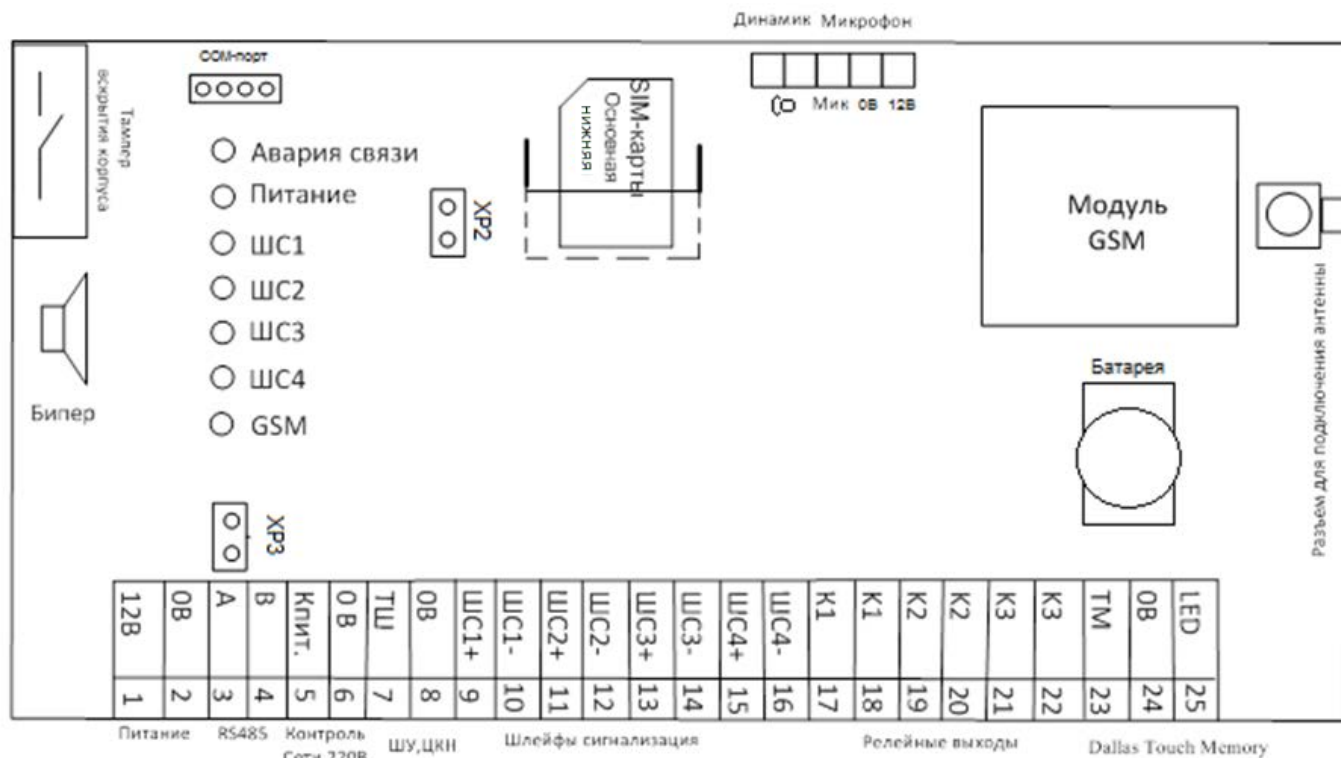 Динамик Микрофон
COM-порт
Мик 0В 12В
Тампер
вскрытия корпуса
SIM-карты
Основная
нижняя
Авария связи
Питание
ШС1
ШС2
ШС3
ШС4
GSM
XP2
Модуль
GSM
Разъем для подключения антенны
Бипер
Батарея
XP3
12В 0В A B Кпит. 0 В ТШ 0В ШС1+ ШС1- ШС2+ ШС2- ШС3+ ШС3- ШС4+ ШС4- К1 К1 К2 К2 К3 К3 ТМ 0В LED
1 2 3 4 5 6 7 8 9 10 11 12 13 14 15 16 17 18 19 20 21 22 23 24 25
Питание RS485 Контроль ШУ,ЦКН Шлейфы сигнализация Релейные выходы Dallas Touch Memory
Сети 220В